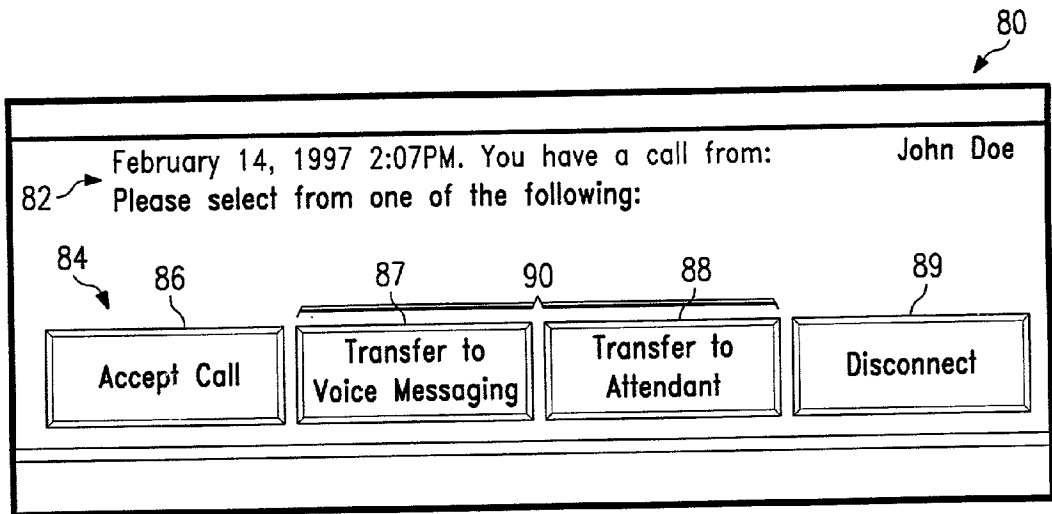 80
February 14, 1997 2:07PM. You have a call from: John Doe
82 Please select from one of the following:
84 86 87 90 88 89
Accept Call
Transfer to
Voice Messaging
Transfer to
Attendant
Disconnect